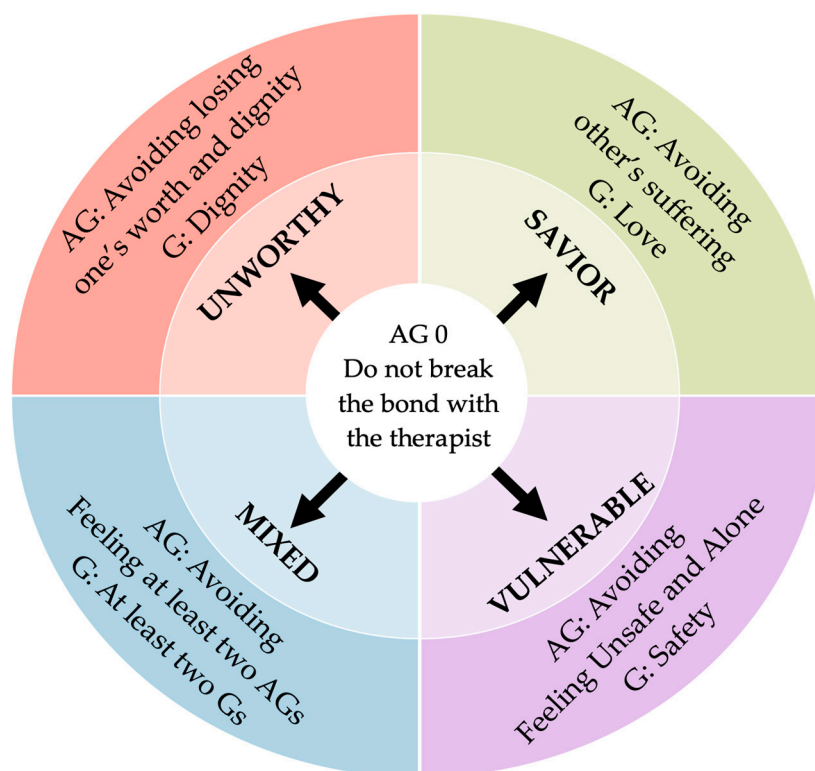 AG: Avoiding losing
one's worth and dignity
G: Dignity
UNWORTHY
AG: Avoiding
other's suffering
G: Love
SAVIOR
AG 0
Do not break
the bond with
the therapist
MIXED
AG: Avoiding
Feeling at least two AGs
G: At least two Gs
VULNERABLE
AG: Avoiding
Feeling Unsafe and Alone
G: Safety